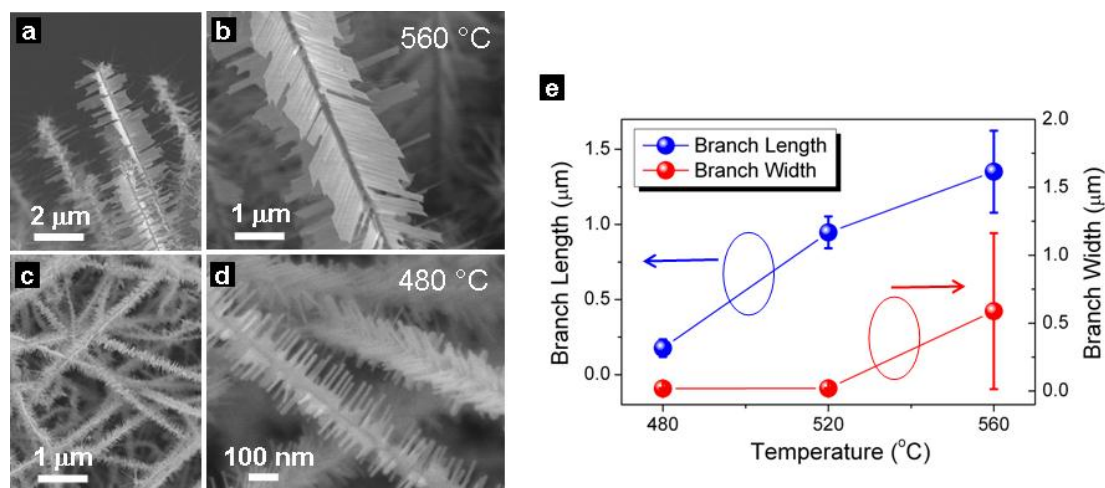 a
b
560 °C
2 μm
1 μm
c
d
480 °C
1 μm
100 nm
e
Branch Length
Branch Width
Branch Length (μm)
1.5
1.0
0.5
0.0
2.0
1.5
1.0
0.5
0.0
Branch Width (μm)
480
520
560
Temperature (°C)